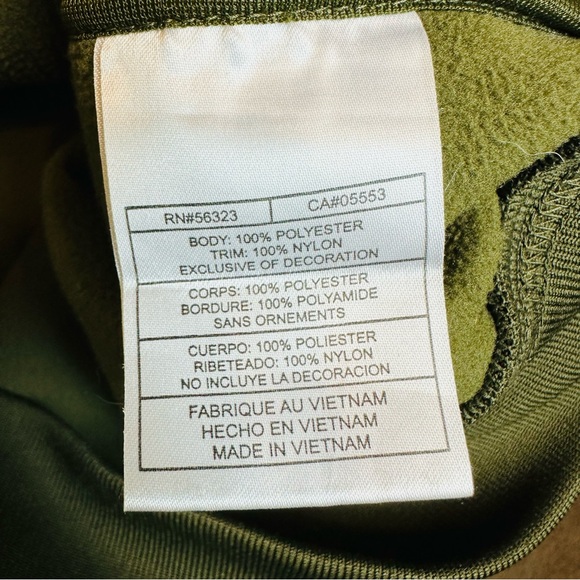 RN#56323 CA#05553
BODY: 100% POLYESTER
TRIM: 100% NYLON
EXCLUSIVE OF DECORATION
CORPS: 100% POLYESTER
BORDURE: 100% POLYAMIDE
SANS ORNEMENTS
CUERPO: 100% POLIESTER
RIBETEADO: 100% NYLON
NO INCLUYE LA DECORACION
FABRIQUE AU VIETNAM
HECHO EN VIETNAM
MADE IN VIETNAM